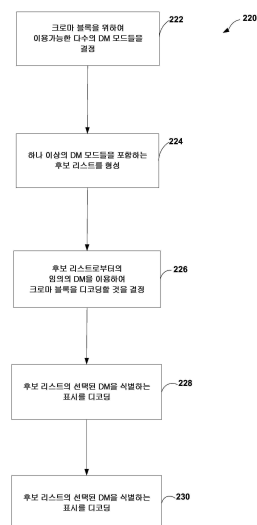 크로마 블록을 위하여
이용가능한 다수의 DM 모드들을
결정
222
220
하나 이상의 DM 모드들을 포함하는
후보 리스트를 형성
224
후보 리스트로부터의
임의의 DM을 이용하여
크로마 블록을 디코딩할 것을 결정
226
후보 리스트의 선택된 DM을 식별하는
표시를 디코딩
228
후보 리스트의 선택된 DM을 식별하는
표시를 디코딩
230